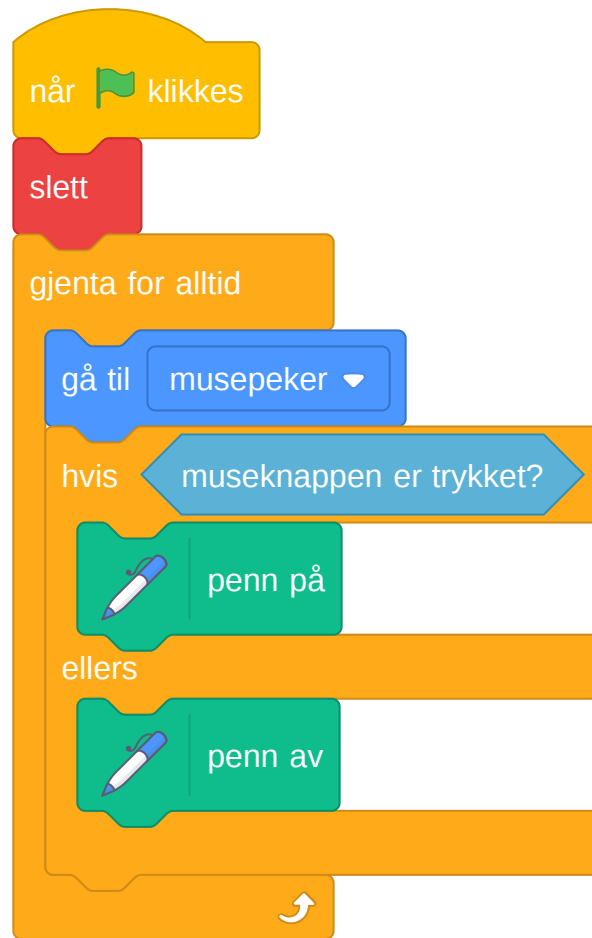 når klikkes
slett
gjenta for alltid
gå til musepeker
hvis museknappen er trykket?
penn på
ellers
penn av